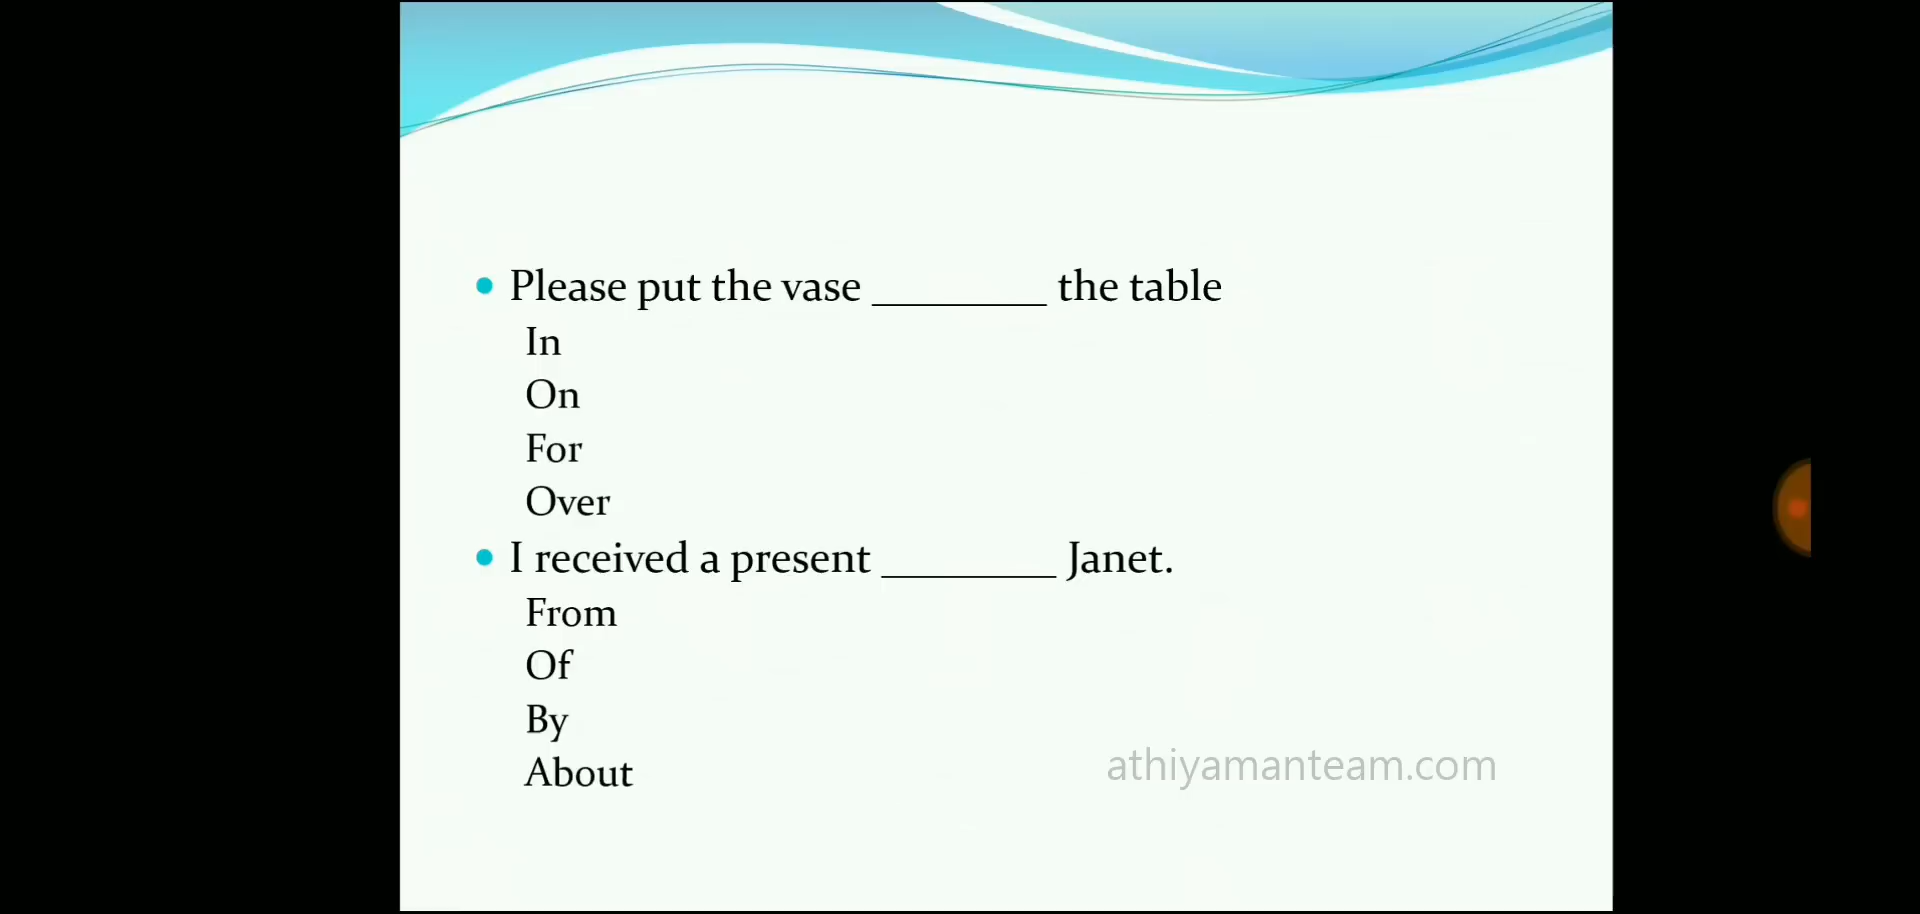 Please put the vase ________ the table
In
On
For
Over
I received a present ________ Janet.
From
Of
By
About
athiyamanteam.com